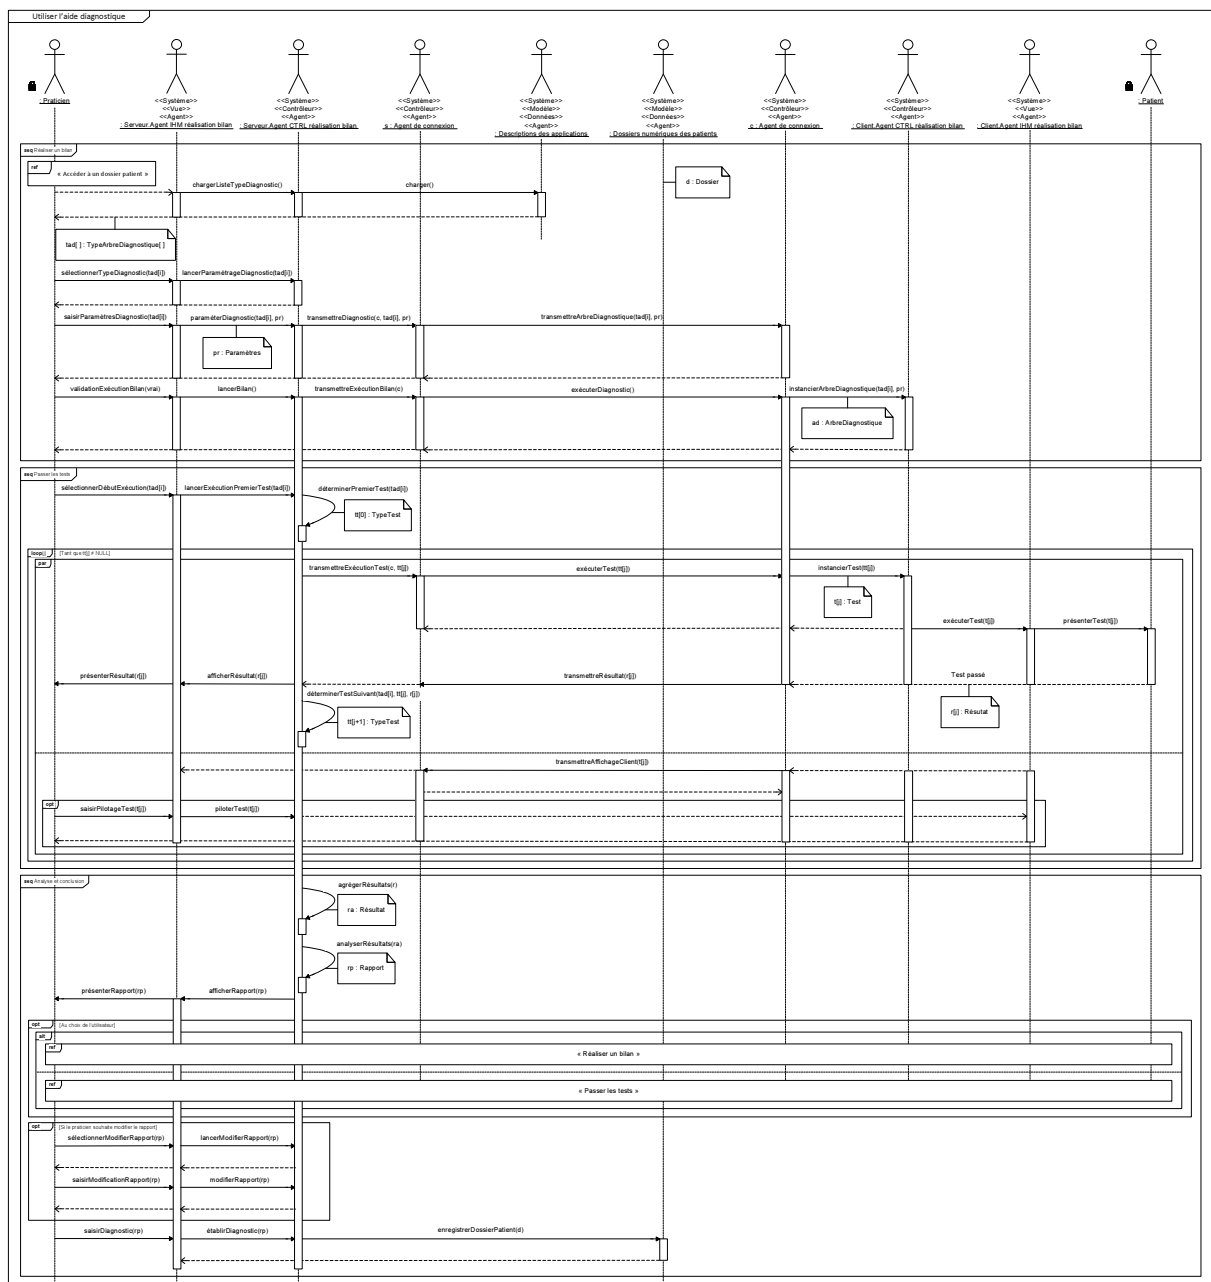 Utiliser l'aide diagnostique
: Praticien
<<Système>>
<<Vue>>
<<Agent>>
: Serveur.Agent IHM réalisation bilan
<<Système>>
<<Contrôleur>>
<<Agent>>
: Serveur.Agent CTRL réalisation bilan
<<Système>>
<<Contrôleur>>
<<Agent>>
s : Agent de connexion
<<Système>>
<<Modèle>>
<<Données>>
<<Agent>>
: Descriptions des applications
<<Système>>
<<Modèle>>
<<Données>>
<<Agent>>
: Dossiers numériques des patients
<<Système>>
<<Contrôleur>>
<<Agent>>
c : Agent de connexion
<<Système>>
<<Contrôleur>>
<<Agent>>
: Client.Agent CTRL réalisation bilan
<<Système>>
<<Vue>>
<<Agent>>
: Client.Agent IHM réalisation bilan
: Patient
seq Réaliser un bilan
ref
« Accéder à un dossier patient »
chargerListeTypeDiagnostic()
charger()
d : Dossier
tad[ ] : TypeArbreDiagnostique[ ]
sélectionnerTypeDiagnostic(tad[i])
lancerParamétrageDiagnostic(tad[i])
saisirParamètresDiagnostic(tad[i])
paraméterDiagnostic(tad[i], pr)
transmettreDiagnostic(c, tad[i], pr)
transmettreArbreDiagnostique(tad[i], pr)
pr : Paramètres
validationExécutionBilan(vrai)
lancerBilan()
transmettreExécutionBilan(c)
exécuterDiagnostic()
instancierArbreDiagnostique(tad[i], pr)
ad : ArbreDiagnostique
seq Passer les tests
sélectionnerDébutExécution(tad[i])
lancerExécutionPremierTest(tad[i])
déterminerPremierTest(tad[i])
tt[0] : TypeTest
loop() [Tant que tt[j] ≠ NULL]
par
transmettreExécutionTest(c, tt[j])
exécuterTest(tt[j])
instancierTest(tt[j])
t[j] : Test
exécuterTest(t[j])
présenterTest(t[j])
présenterRésultat(r[j])
afficherRésultat(r[j])
transmettreRésultat(r[j])
Test passé
r[j] : Résutat
déterminerTestSuivant(tad[i], tt[j], r[j])
tt[j+1] : TypeTest
transmettreAffichageClient(t[j])
opt
saisirPilotageTest(t[j])
piloterTest(t[j])
seq Analyse et conclusion
agrégerRésultats(r)
ra : Résultat
analyserRésultats(ra)
rp : Rapport
présenterRapport(rp)
afficherRapport(rp)
opt [Au choix de l'utilisateur]
alt
ref
« Réaliser un bilan »
ref
« Passer les tests »
opt [Si le praticien souhaite modifier le rapport]
sélectionnerModifierRapport(rp)
lancerModifierRapport(rp)
saisirModificationRapport(rp)
modifierRapport(rp)
saisirDiagnostic(rp)
établirDiagnostic(rp)
enregistrerDossierPatient(d)